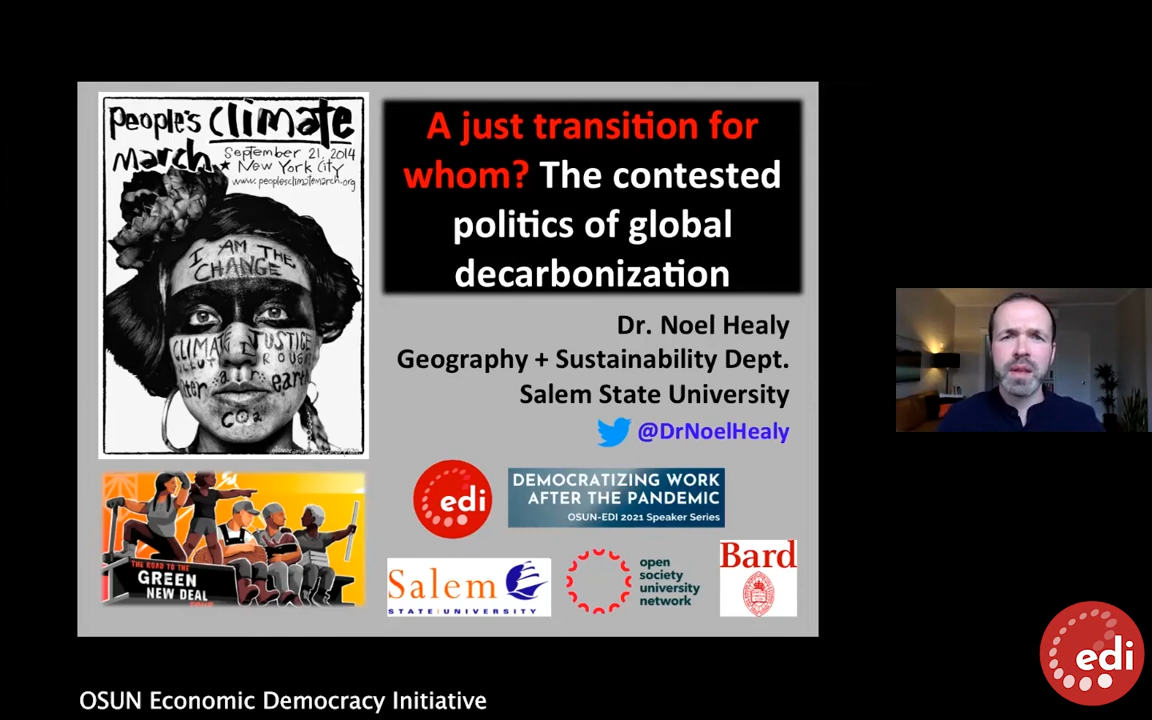 People's climate
march
September 21, 2014
New York City
www.peoplesclimatemarch.org
I AM THE
CHANGE
CLIMATE JUSTICE
CO2
A just transition for
whom? The contested
politics of global
decarbonization
Dr. Noel Healy
Geography + Sustainability Dept.
Salem State University
@DrNoelHealy
edi
DEMOCRATIZING WORK
AFTER THE PANDEMIC
OSUN-EDI 2021 Speaker Series
THE ROAD TO THE
GREEN
NEW DEAL
Salem
STATE UNIVERSITY
open
society
university
network
Bard
edi
OSUN Economic Democracy Initiative